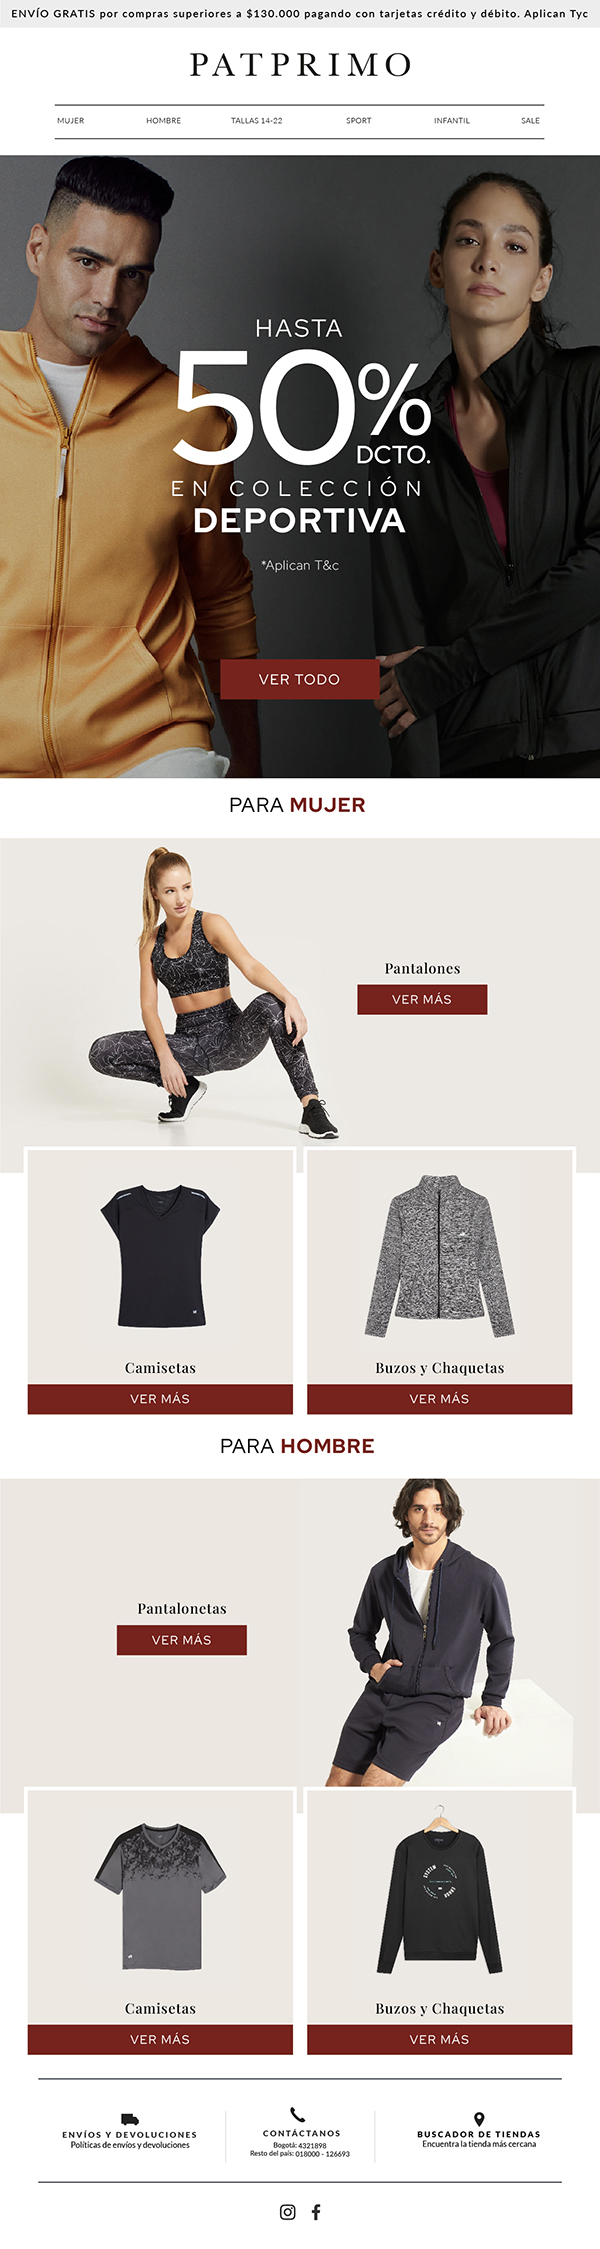 ENVÍO GRATIS por compras superiores a $130.000 pagando con tarjetas crédito y débito. Aplican Tyc
PATPRIMO
MUJER HOMBRE TALLAS 14-22 SPORT INFANTIL SALE
HASTA
50%
DCTO.
EN COLECCIÓN
DEPORTIVA
*Aplican T&c
VER TODO
PARA MUJER
Pantalones
VER MÁS
Camisetas
VER MÁS
Buzos y Chaquetas
VER MÁS
PARA HOMBRE
Pantalonetas
VER MÁS
Camisetas
VER MÁS
SYSTEM
Buzos y Chaquetas
VER MÁS
ENVÍOS Y DEVOLUCIONES
Políticas de envíos y devoluciones
CONTÁCTANOS
Bogotá: 4321898
Resto del país: 018000 - 126693
BUSCADOR DE TIENDAS
Encuentra la tienda más cercana